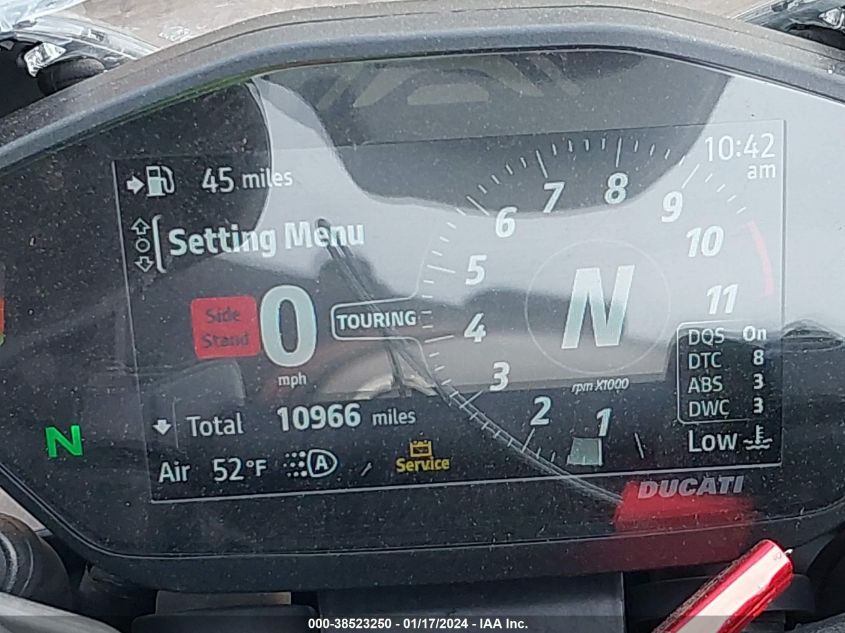 10:42
am
45 miles
Setting Menu
Side
Stand
0
mph
TOURING
N
1
2
3
4
5
6
7
8
9
10
11
rpm X1000
DQS On
DTC 8
ABS 3
DWC 3
Total 10966 miles
N
Air 52°F
A
Service
Low
DUCATI
000-38523250 - 01/17/2024 - IAA Inc.